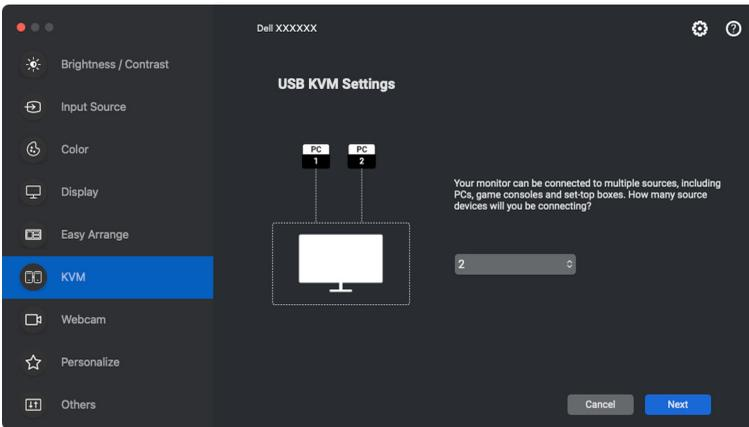 Dell XXXXXX
Brightness / Contrast
Input Source
Color
Display
Easy Arrange
KVM
Webcam
Personalize
Others
USB KVM Settings
PC PC
1 2
Your monitor can be connected to multiple sources, including
PCs, game consoles and set-top boxes. How many source
devices will you be connecting?
2
Cancel Next